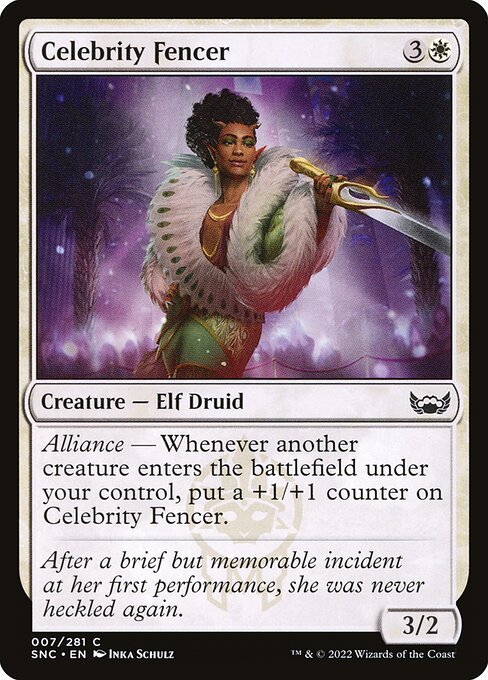 Celebrity Fencer 3
Creature — Elf Druid
Alliance — Whenever another
creature enters the battlefield under
your control, put a +1/+1 counter on
Celebrity Fencer.
After a brief but memorable incident
at her first performance, she was never
heckled again.
3/2
007/281 C
SNC • EN Inka Schulz
™ & © 2022 Wizards of the Coast